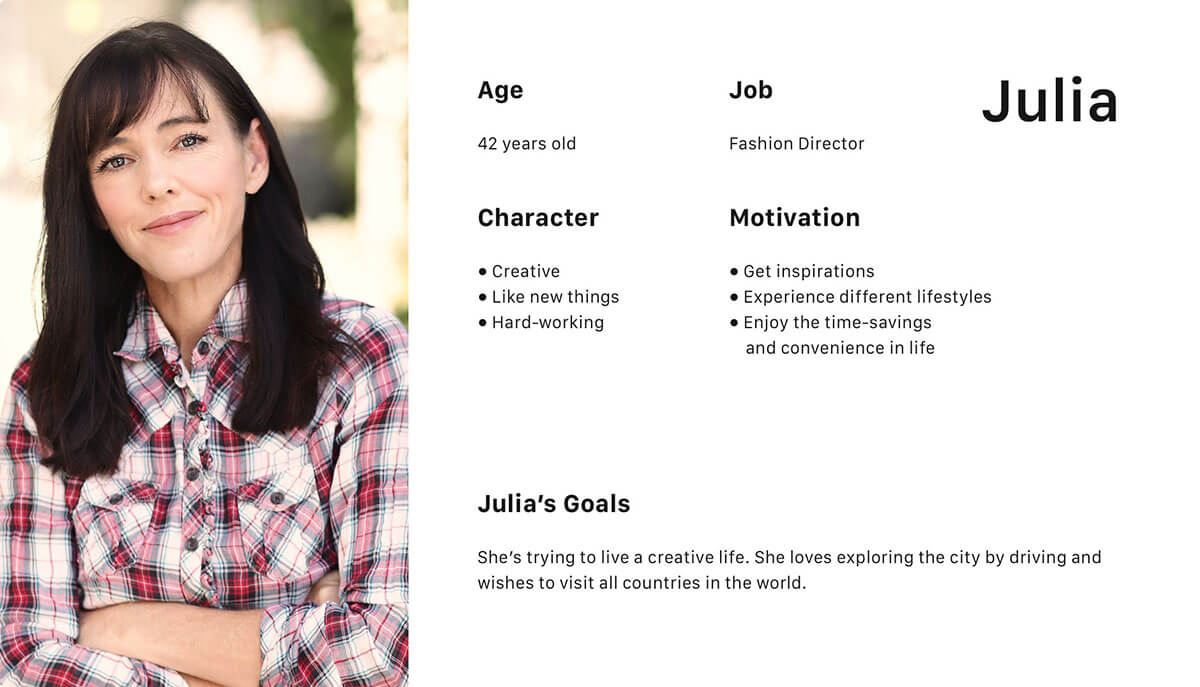 Julia
Age
42 years old
Job
Fashion Director
Character
● Creative
● Like new things
● Hard-working
Motivation
● Get inspirations
● Experience different lifestyles
● Enjoy the time-savings
and convenience in life
Julia’s Goals
She’s trying to live a creative life. She loves exploring the city by driving and
wishes to visit all countries in the world.